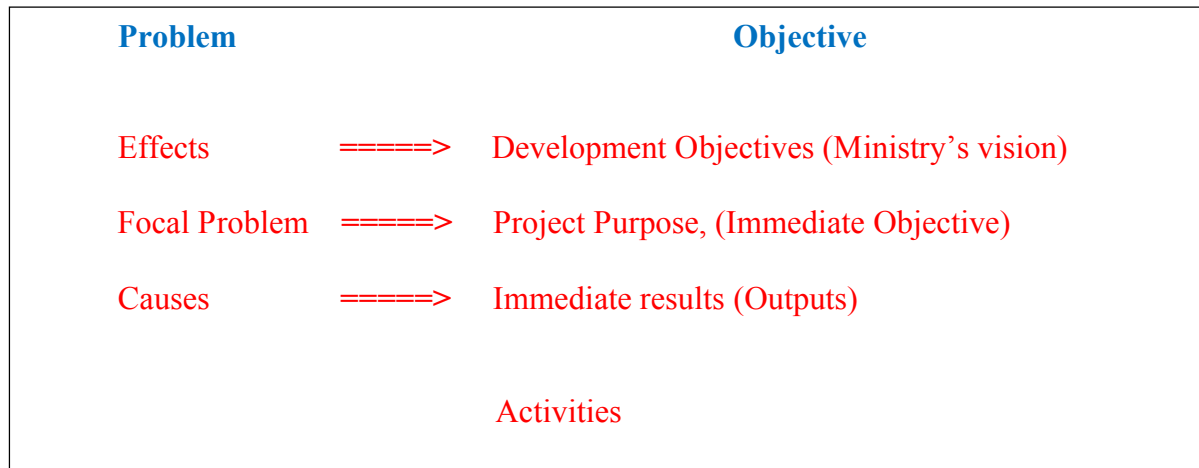 Problem Objective
Effects =====> Development Objectives (Ministry’s vision)
Focal Problem =====> Project Purpose, (Immediate Objective)
Causes =====> Immediate results (Outputs)
Activities